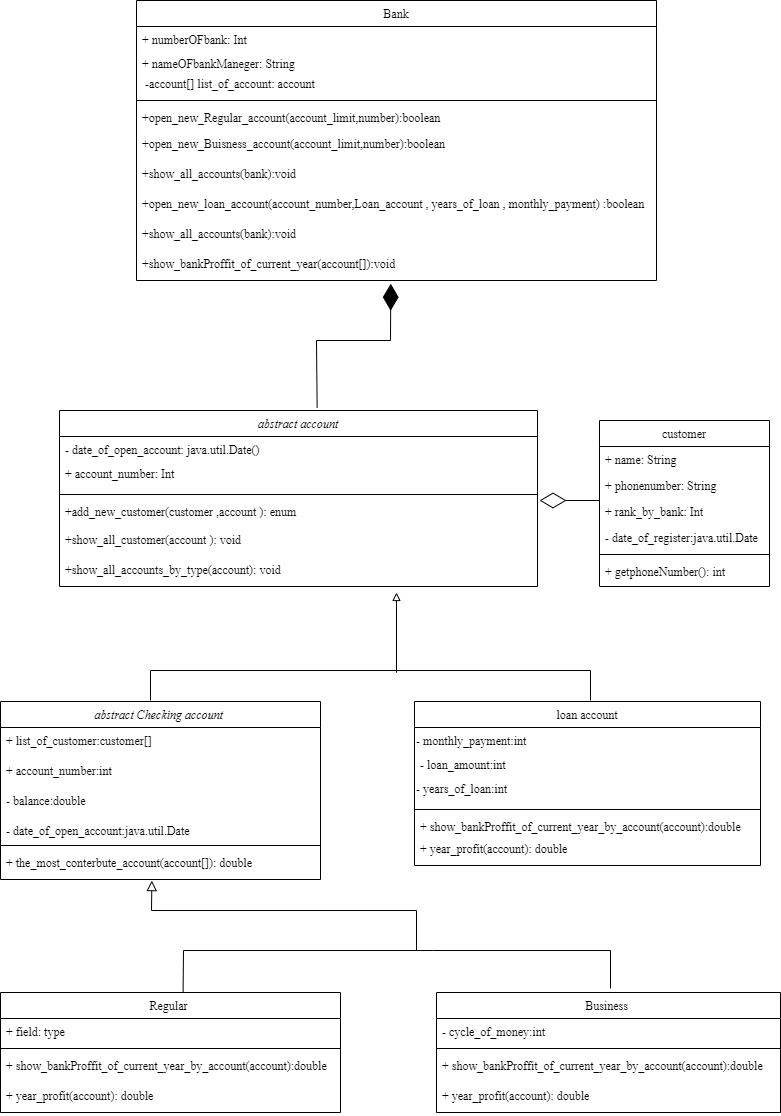 Bank
+ numberOFbank: Int
+ nameOFbankManeger: String
-account[] list_of_account: account
+open_new_Regular_account(account_limit,number):boolean
+open_new_Buisness_account(account_limit,number):boolean
+show_all_accounts(bank):void
+open_new_loan_account(account_number,Loan_account , years_of_loan , monthly_payment) :boolean
+show_all_accounts(bank):void
+show_bankProffit_of_current_year(account[]):void
abstract account
- date_of_open_account: java.util.Date()
+ account_number: Int
+add_new_customer(customer ,account ): enum
+show_all_customer(account ): void
+show_all_accounts_by_type(account): void
customer
+ name: String
+ phonenumber: String
+ rank_by_bank: Int
- date_of_register:java.util.Date
+ getphoneNumber(): int
abstract Checking account
+ list_of_customer:customer[]
+ account_number:int
- balance:double
- date_of_open_account:java.util.Date
+ the_most_conterbute_account(account[]): double
loan account
- monthly_payment:int
- loan_amount:int
- years_of_loan:int
+ show_bankProffit_of_current_year_by_account(account):double
+ year_profit(account): double
Regular
+ field: type
+ show_bankProffit_of_current_year_by_account(account):double
+ year_profit(account): double
Business
- cycle_of_money:int
+ show_bankProffit_of_current_year_by_account(account):double
+ year_profit(account): double